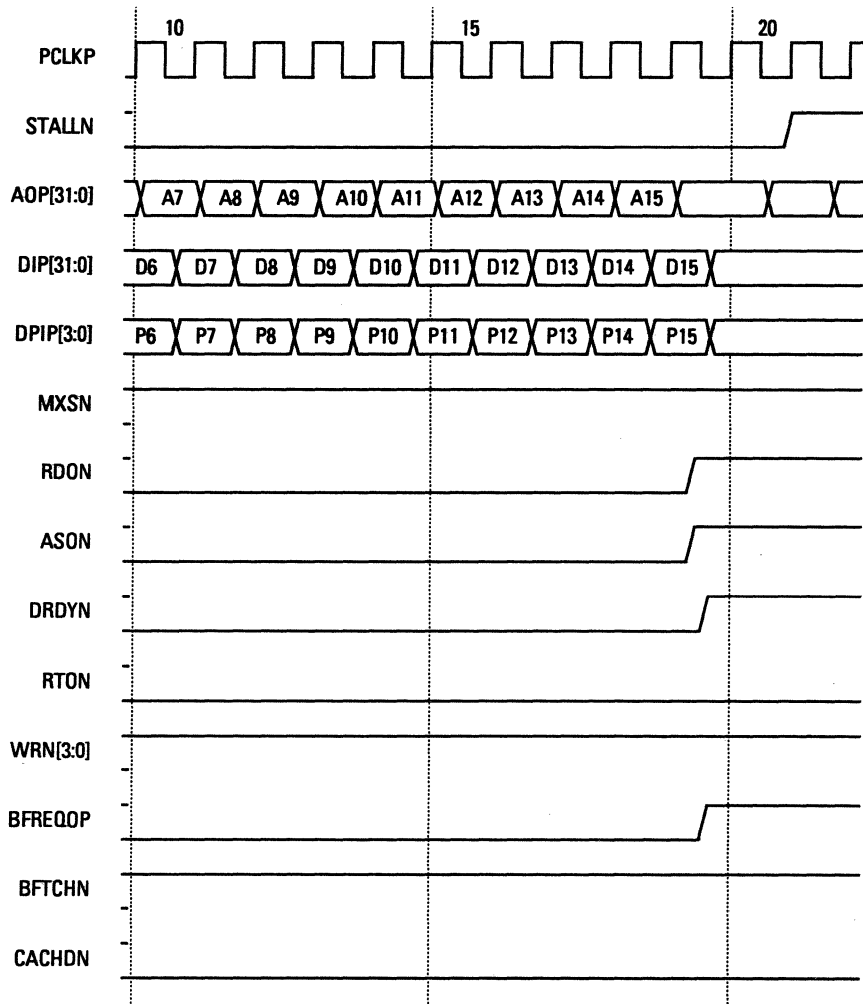 10 15 20
PCLKP
STALLN
AOP[31:0] A7 A8 A9 A10 A11 A12 A13 A14 A15
DIP[31:0] D6 D7 D8 D9 D10 D11 D12 D13 D14 D15
DPIP[3:0] P6 P7 P8 P9 P10 P11 P12 P13 P14 P15
MXSN
RDON
ASON
DRDYN
RTON
WRN[3:0]
BFREQOP
BFTCHN
CACHDN